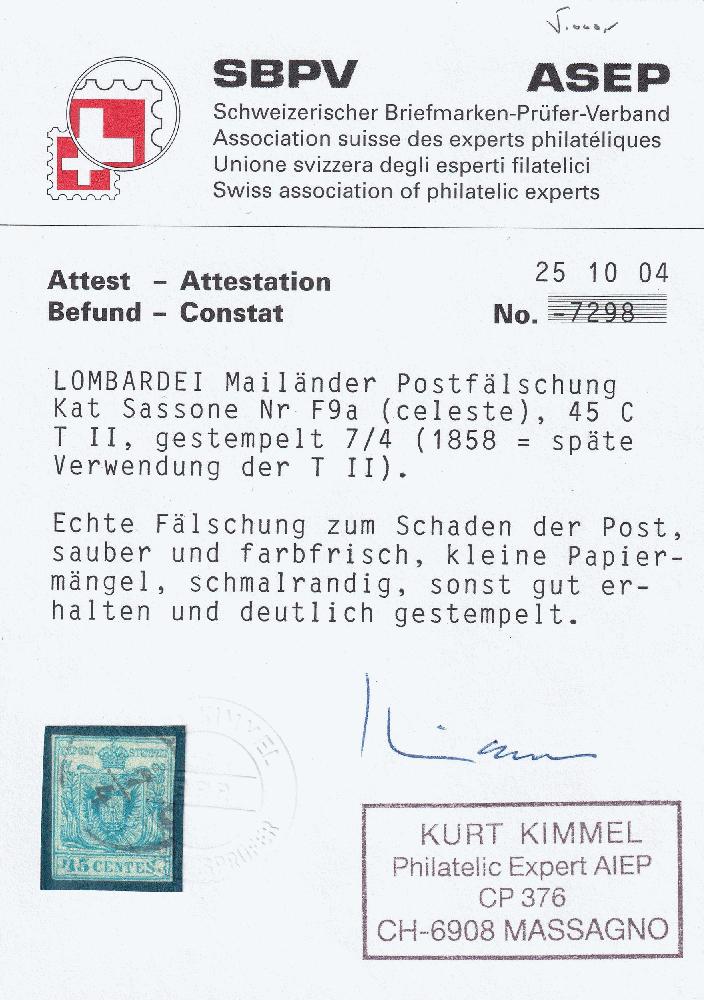 SBPV ASEP
Schweizerischer Briefmarken-Prüfer-Verband
Association suisse des experts philatéliques
Unione svizzera degli esperti filatelici
Swiss association of philatelic experts
Attest – Attestation 25 10 04
Befund – Constat No. -7298
LOMBARDEI Mailänder Postfälschung
Kat Sassone Nr F9a (celeste), 45 C
T II, gestempelt 7/4 (1858 = späte
Verwendung der T II).
Echte Fälschung zum Schaden der Post,
sauber und farbfrisch, kleine Papier-
mängel, schmalrandig, sonst gut er-
halten und deutlich gestempelt.
KIMMEL
45 CENTES
KURT KIMMEL
Philatelic Expert AIEP
CP 376
CH-6908 MASSAGNO